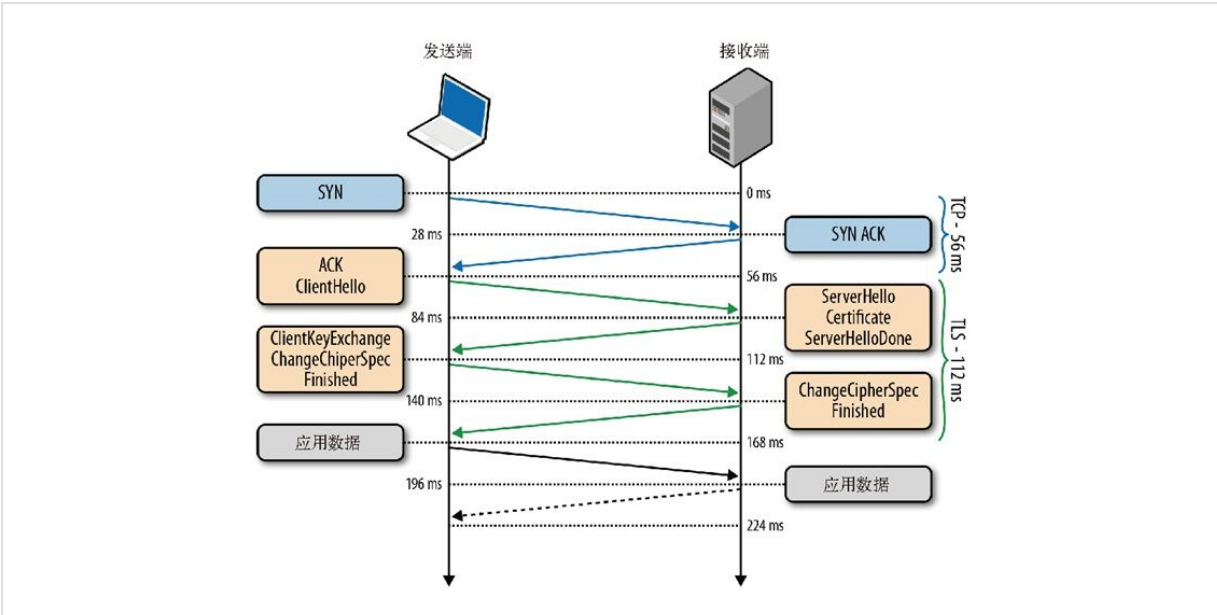 发送端
接收端
SYN
0 ms
28 ms
SYN ACK
TCP - 56 ms
ACK
ClientHello
56 ms
84 ms
ServerHello
Certificate
ServerHelloDone
TLS - 112 ms
ClientKeyExchange
ChangeChiperSpec
Finished
112 ms
140 ms
ChangeCipherSpec
Finished
应用数据
168 ms
196 ms
应用数据
224 ms